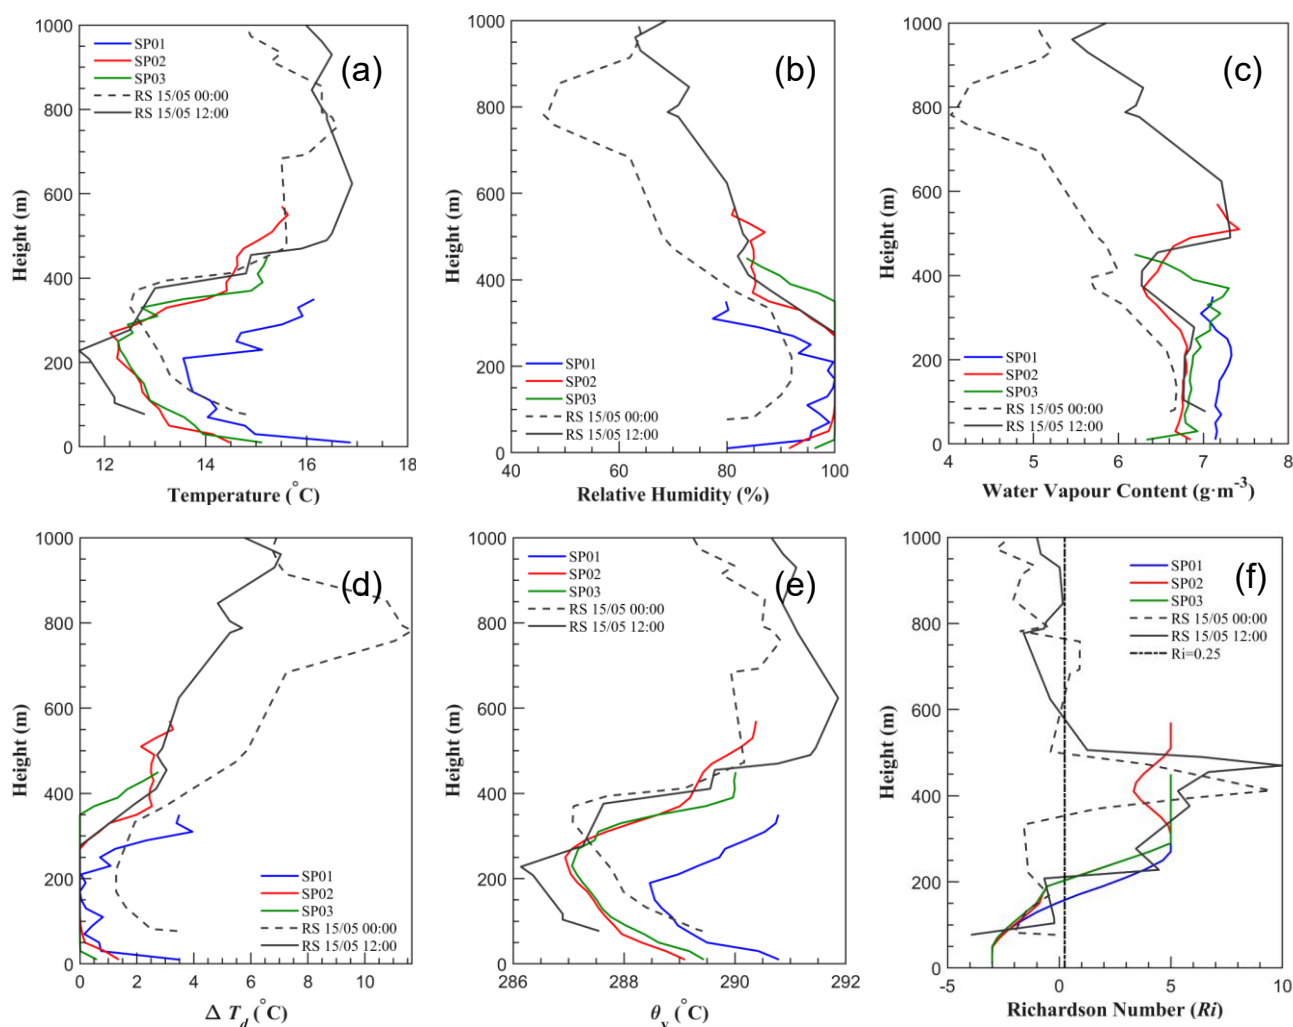 1000
800
600
400
200
0
Height (m)
SP01
SP02
SP03
RS 15/05 00:00
RS 15/05 12:00
(a)
12 14 16 18
Temperature (°C)
1000
800
600
400
200
0
Height (m)
(b)
SP01
SP02
SP03
RS 15/05 00:00
RS 15/05 12:00
40 60 80 100
Relative Humidity (%)
1000
800
600
400
200
0
Height (m)
(c)
SP01
SP02
SP03
RS 15/05 00:00
RS 15/05 12:00
4 5 6 7 8
Water Vapour Content (g·m⁻³)
1000
800
600
400
200
0
Height (m)
(d)
SP01
SP02
SP03
RS 15/05 00:00
RS 15/05 12:00
0 2 4 6 8 10
Δ T_d (°C)
1000
800
600
400
200
0
Height (m)
SP01
SP02
SP03
RS 15/05 00:00
RS 15/05 12:00
(e)
286 288 290 292
θ_v (°C)
1000
800
600
400
200
0
Height (m)
SP01
SP02
SP03
RS 15/05 00:00
RS 15/05 12:00
Ri=0.25
(f)
-5 0 5 10
Richardson Number (Ri)